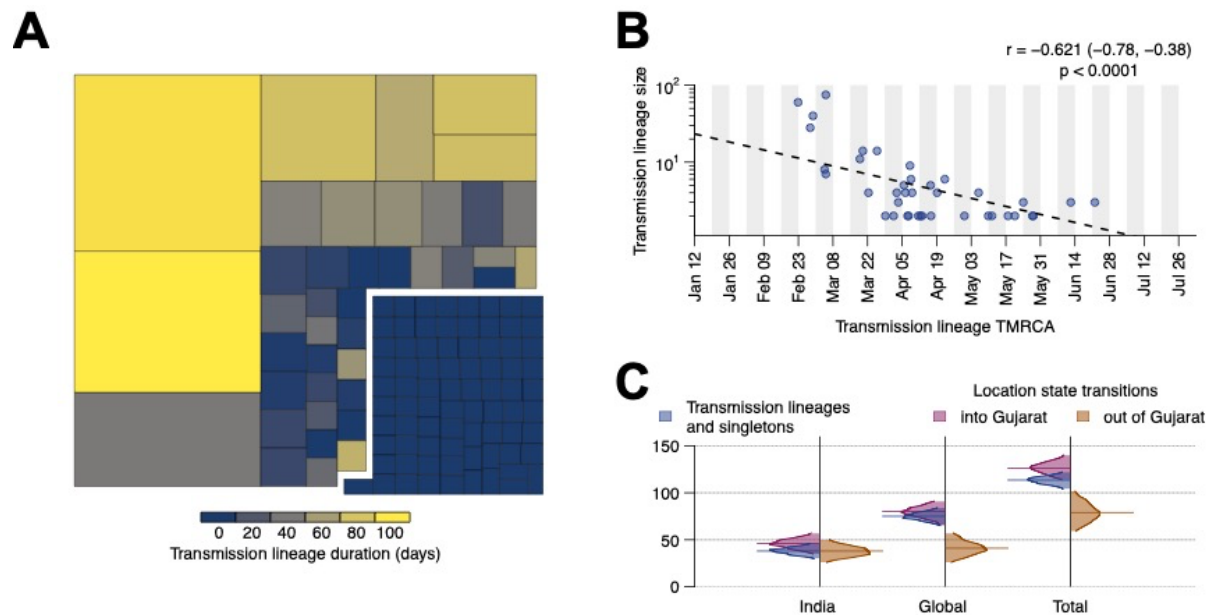 A
0 20 40 60 80 100
Transmission lineage duration (days)
B
r = −0.621 (−0.78, −0.38)
p < 0.0001
Transmission lineage size
10²
10¹
Jan 12
Jan 26
Feb 09
Feb 23
Mar 08
Mar 22
Apr 05
Apr 19
May 03
May 17
May 31
Jun 14
Jun 28
Jul 12
Jul 26
Transmission lineage TMRCA
C
Location state transitions
Transmission lineages
and singletons
into Gujarat
out of Gujarat
150
100
50
0
India
Global
Total